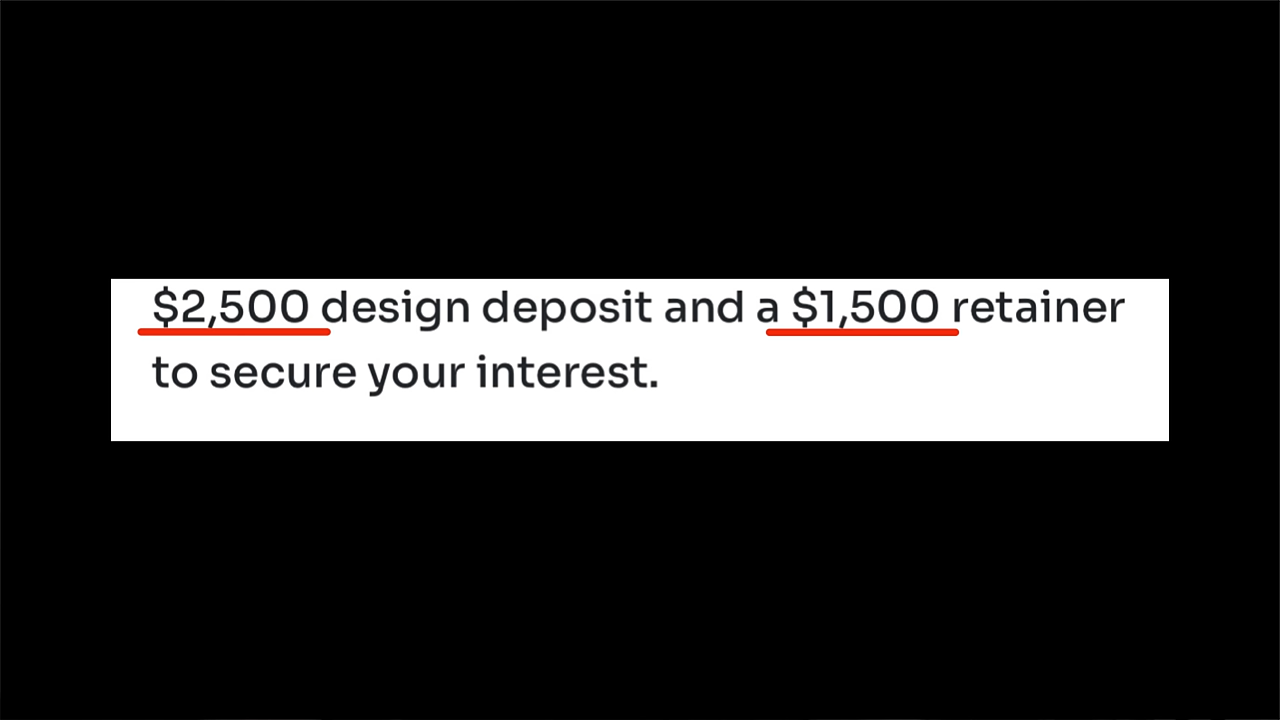 $2,500 design deposit and a $1,500 retainer
to secure your interest.